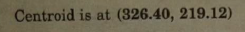 Centroid is at (326.40, 219.12)